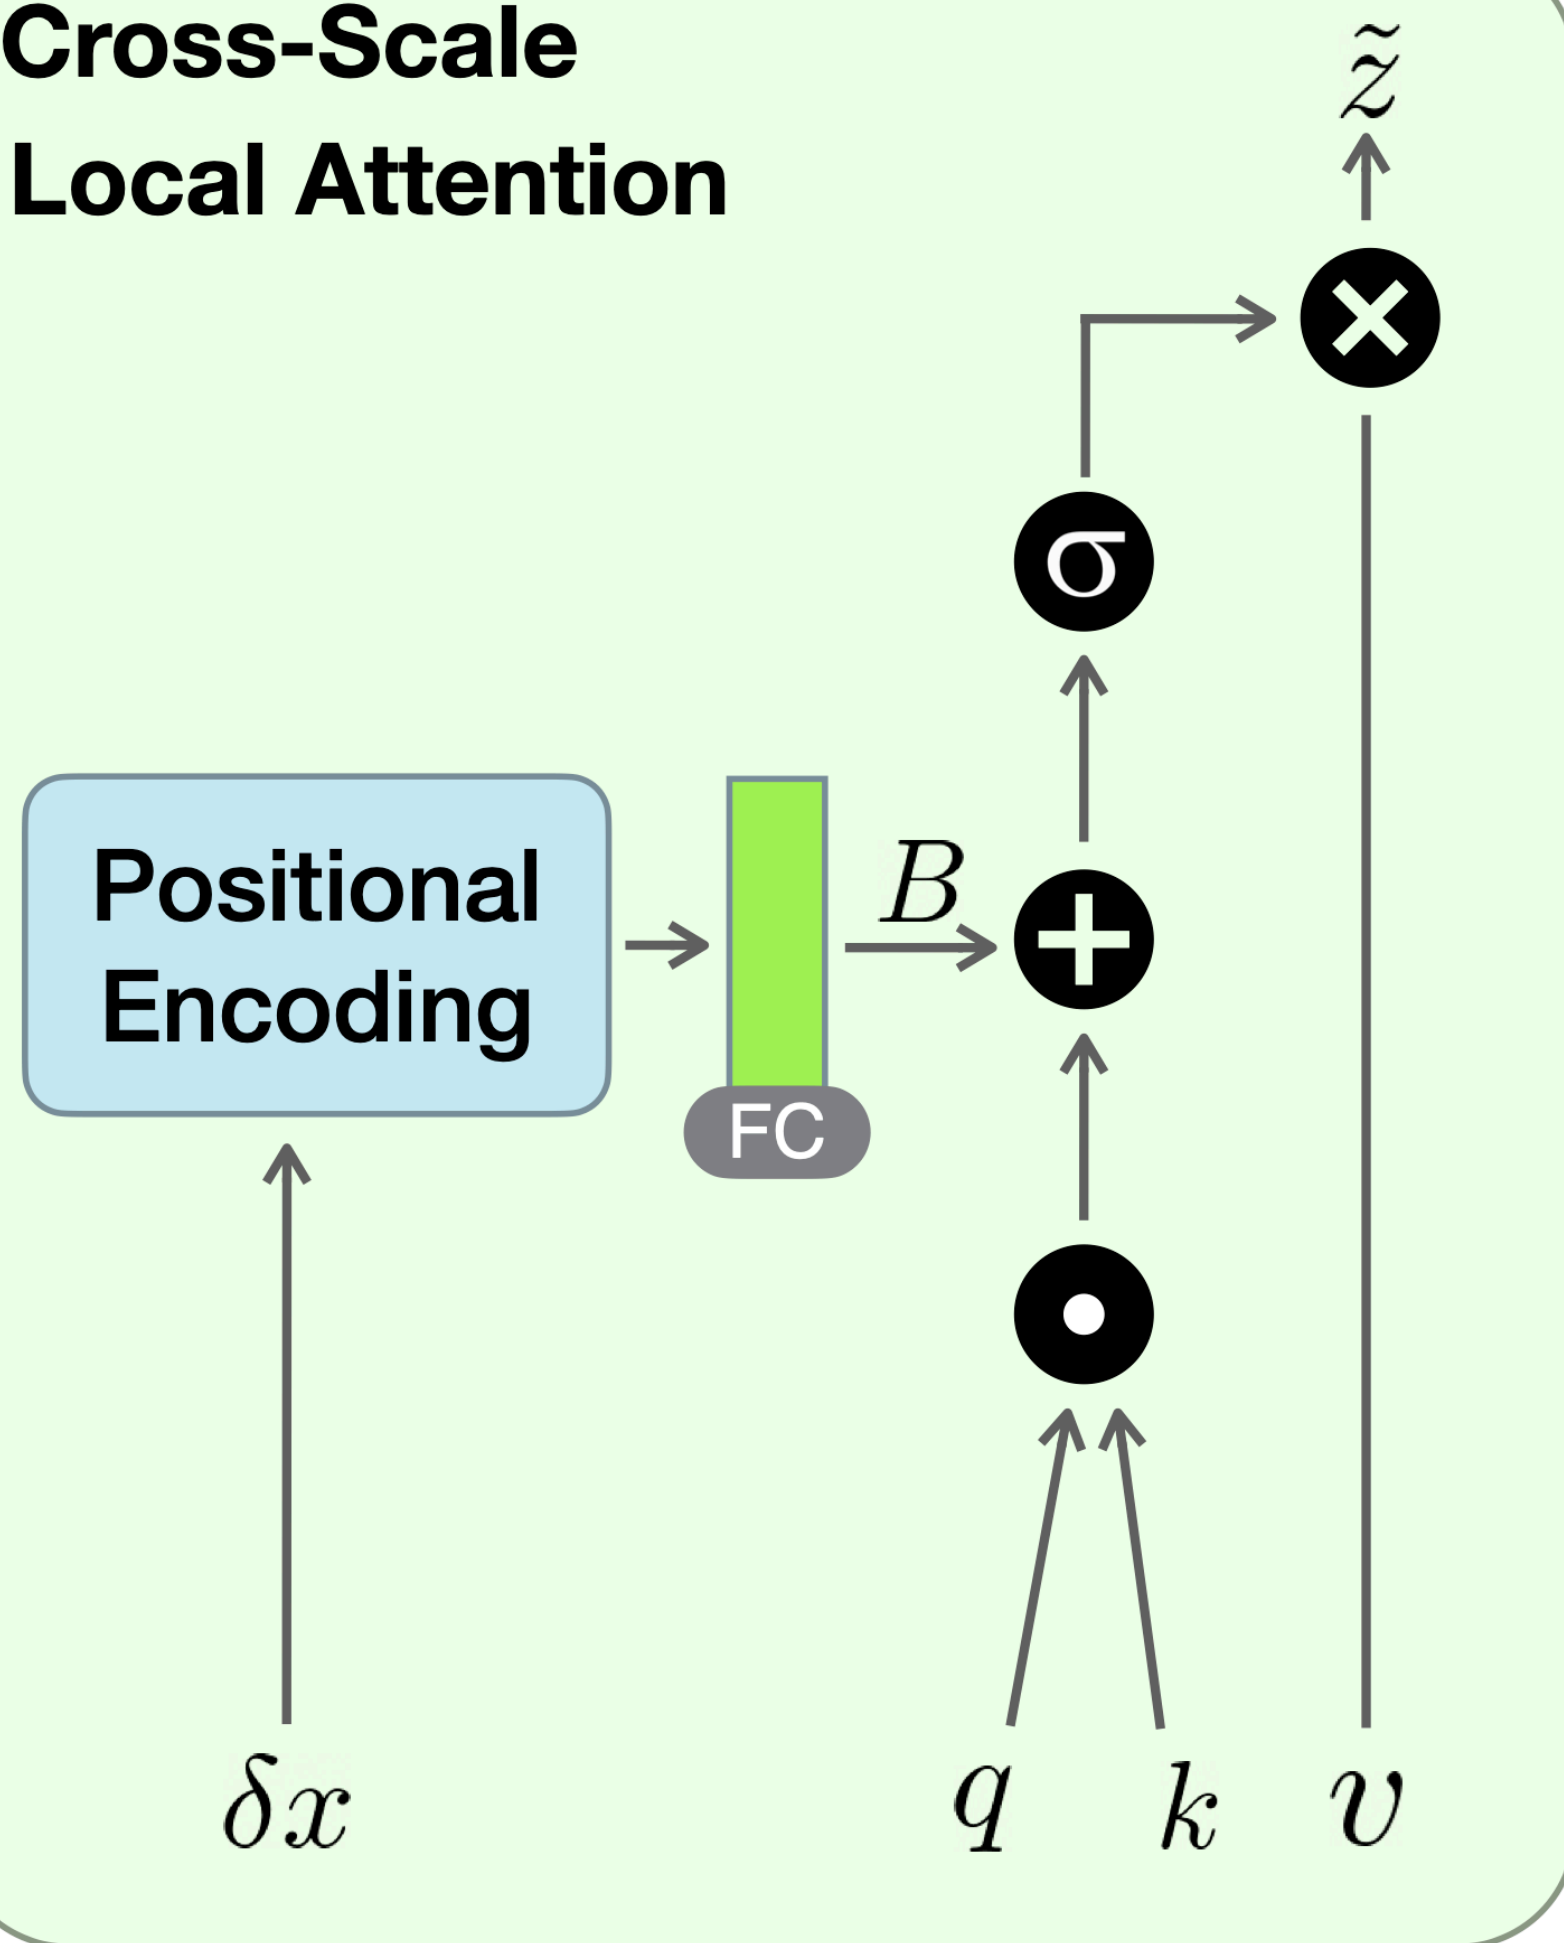 Cross-Scale
Local Attention
z̃
×
σ
Positional
Encoding
B
+
FC
δx
q k v